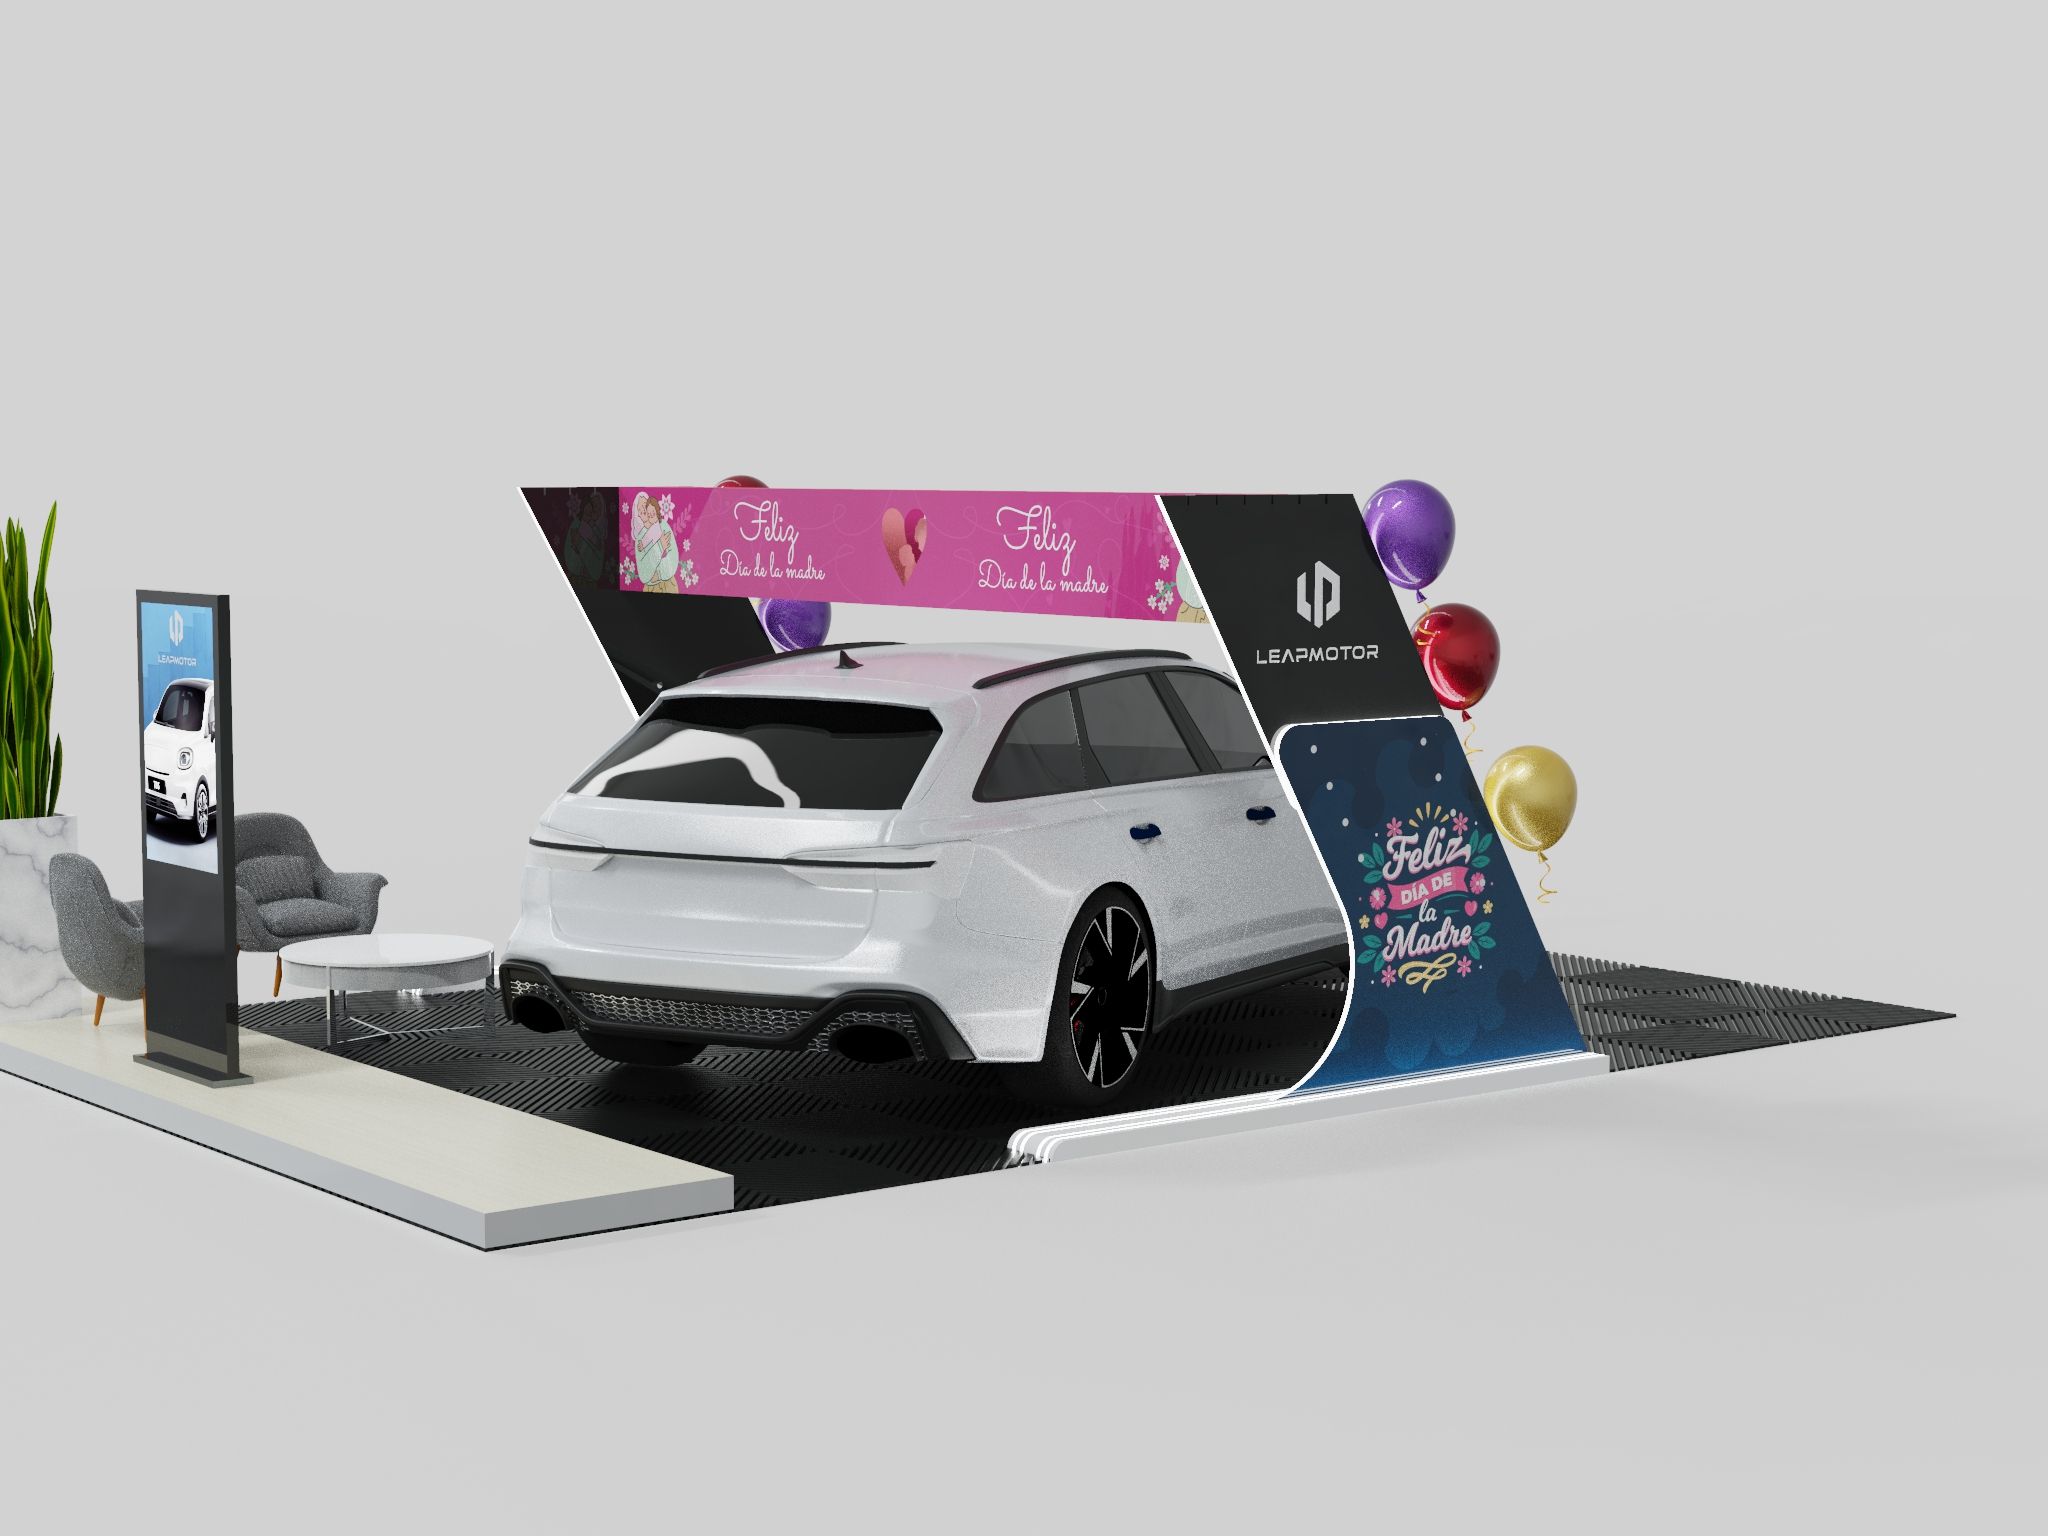 LEAPMOTOR
Feliz
Día de la madre
Feliz
Día de la madre
LEAPMOTOR
Feliz
DÍA DE
la
Madre